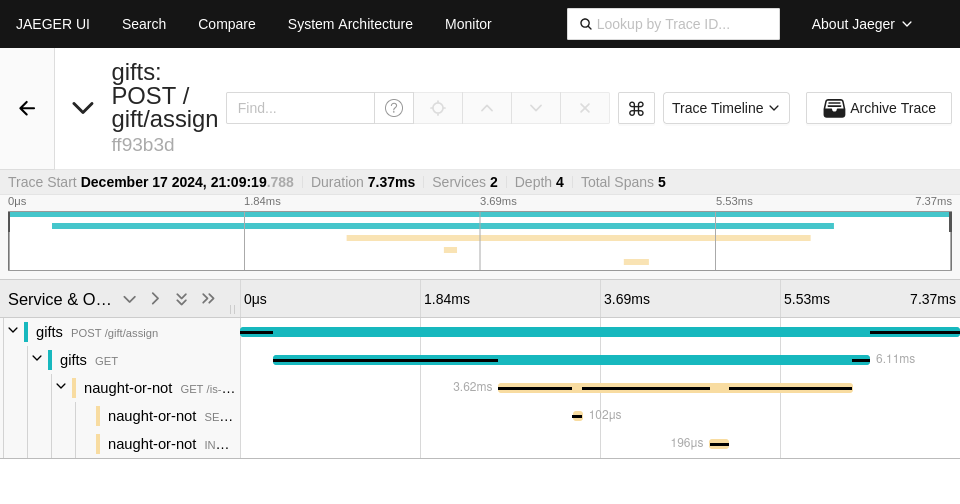 JAEGER UI Search Compare System Architecture Monitor Lookup by Trace ID... About Jaeger
gifts:
POST /
gift/assign
ff93b3d
Find... ? ⌘ Trace Timeline Archive Trace
Trace Start December 17 2024, 21:09:19.788 Duration 7.37ms Services 2 Depth 4 Total Spans 5
0μs 1.84ms 3.69ms 5.53ms 7.37ms
Service & O... 0μs 1.84ms 3.69ms 5.53ms 7.37ms
gifts POST /gift/assign
gifts GET 6.11ms
naught-or-not GET /is-... 3.62ms
naught-or-not SE... 102μs
naught-or-not IN... 196μs